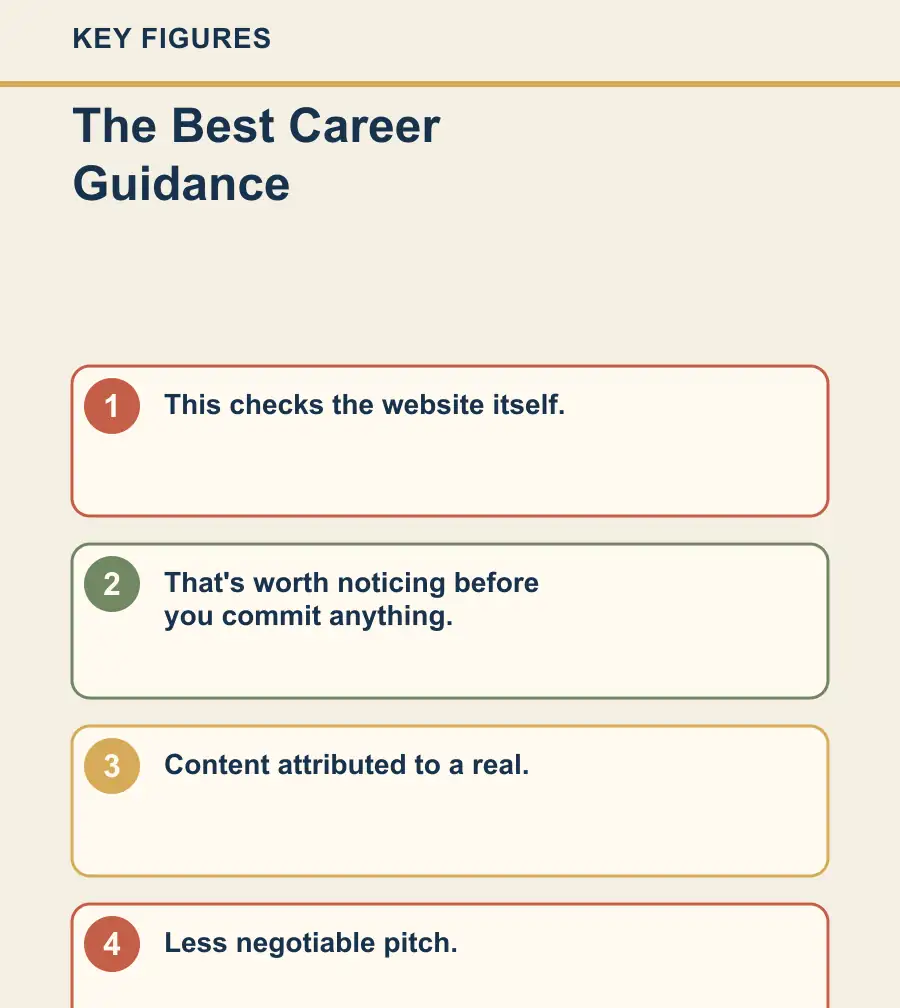 KEY FIGURES
The Best Career
Guidance
1
This checks the website itself.
2
That's worth noticing before
you commit anything.
3
Content attributed to a real.
4
Less negotiable pitch.